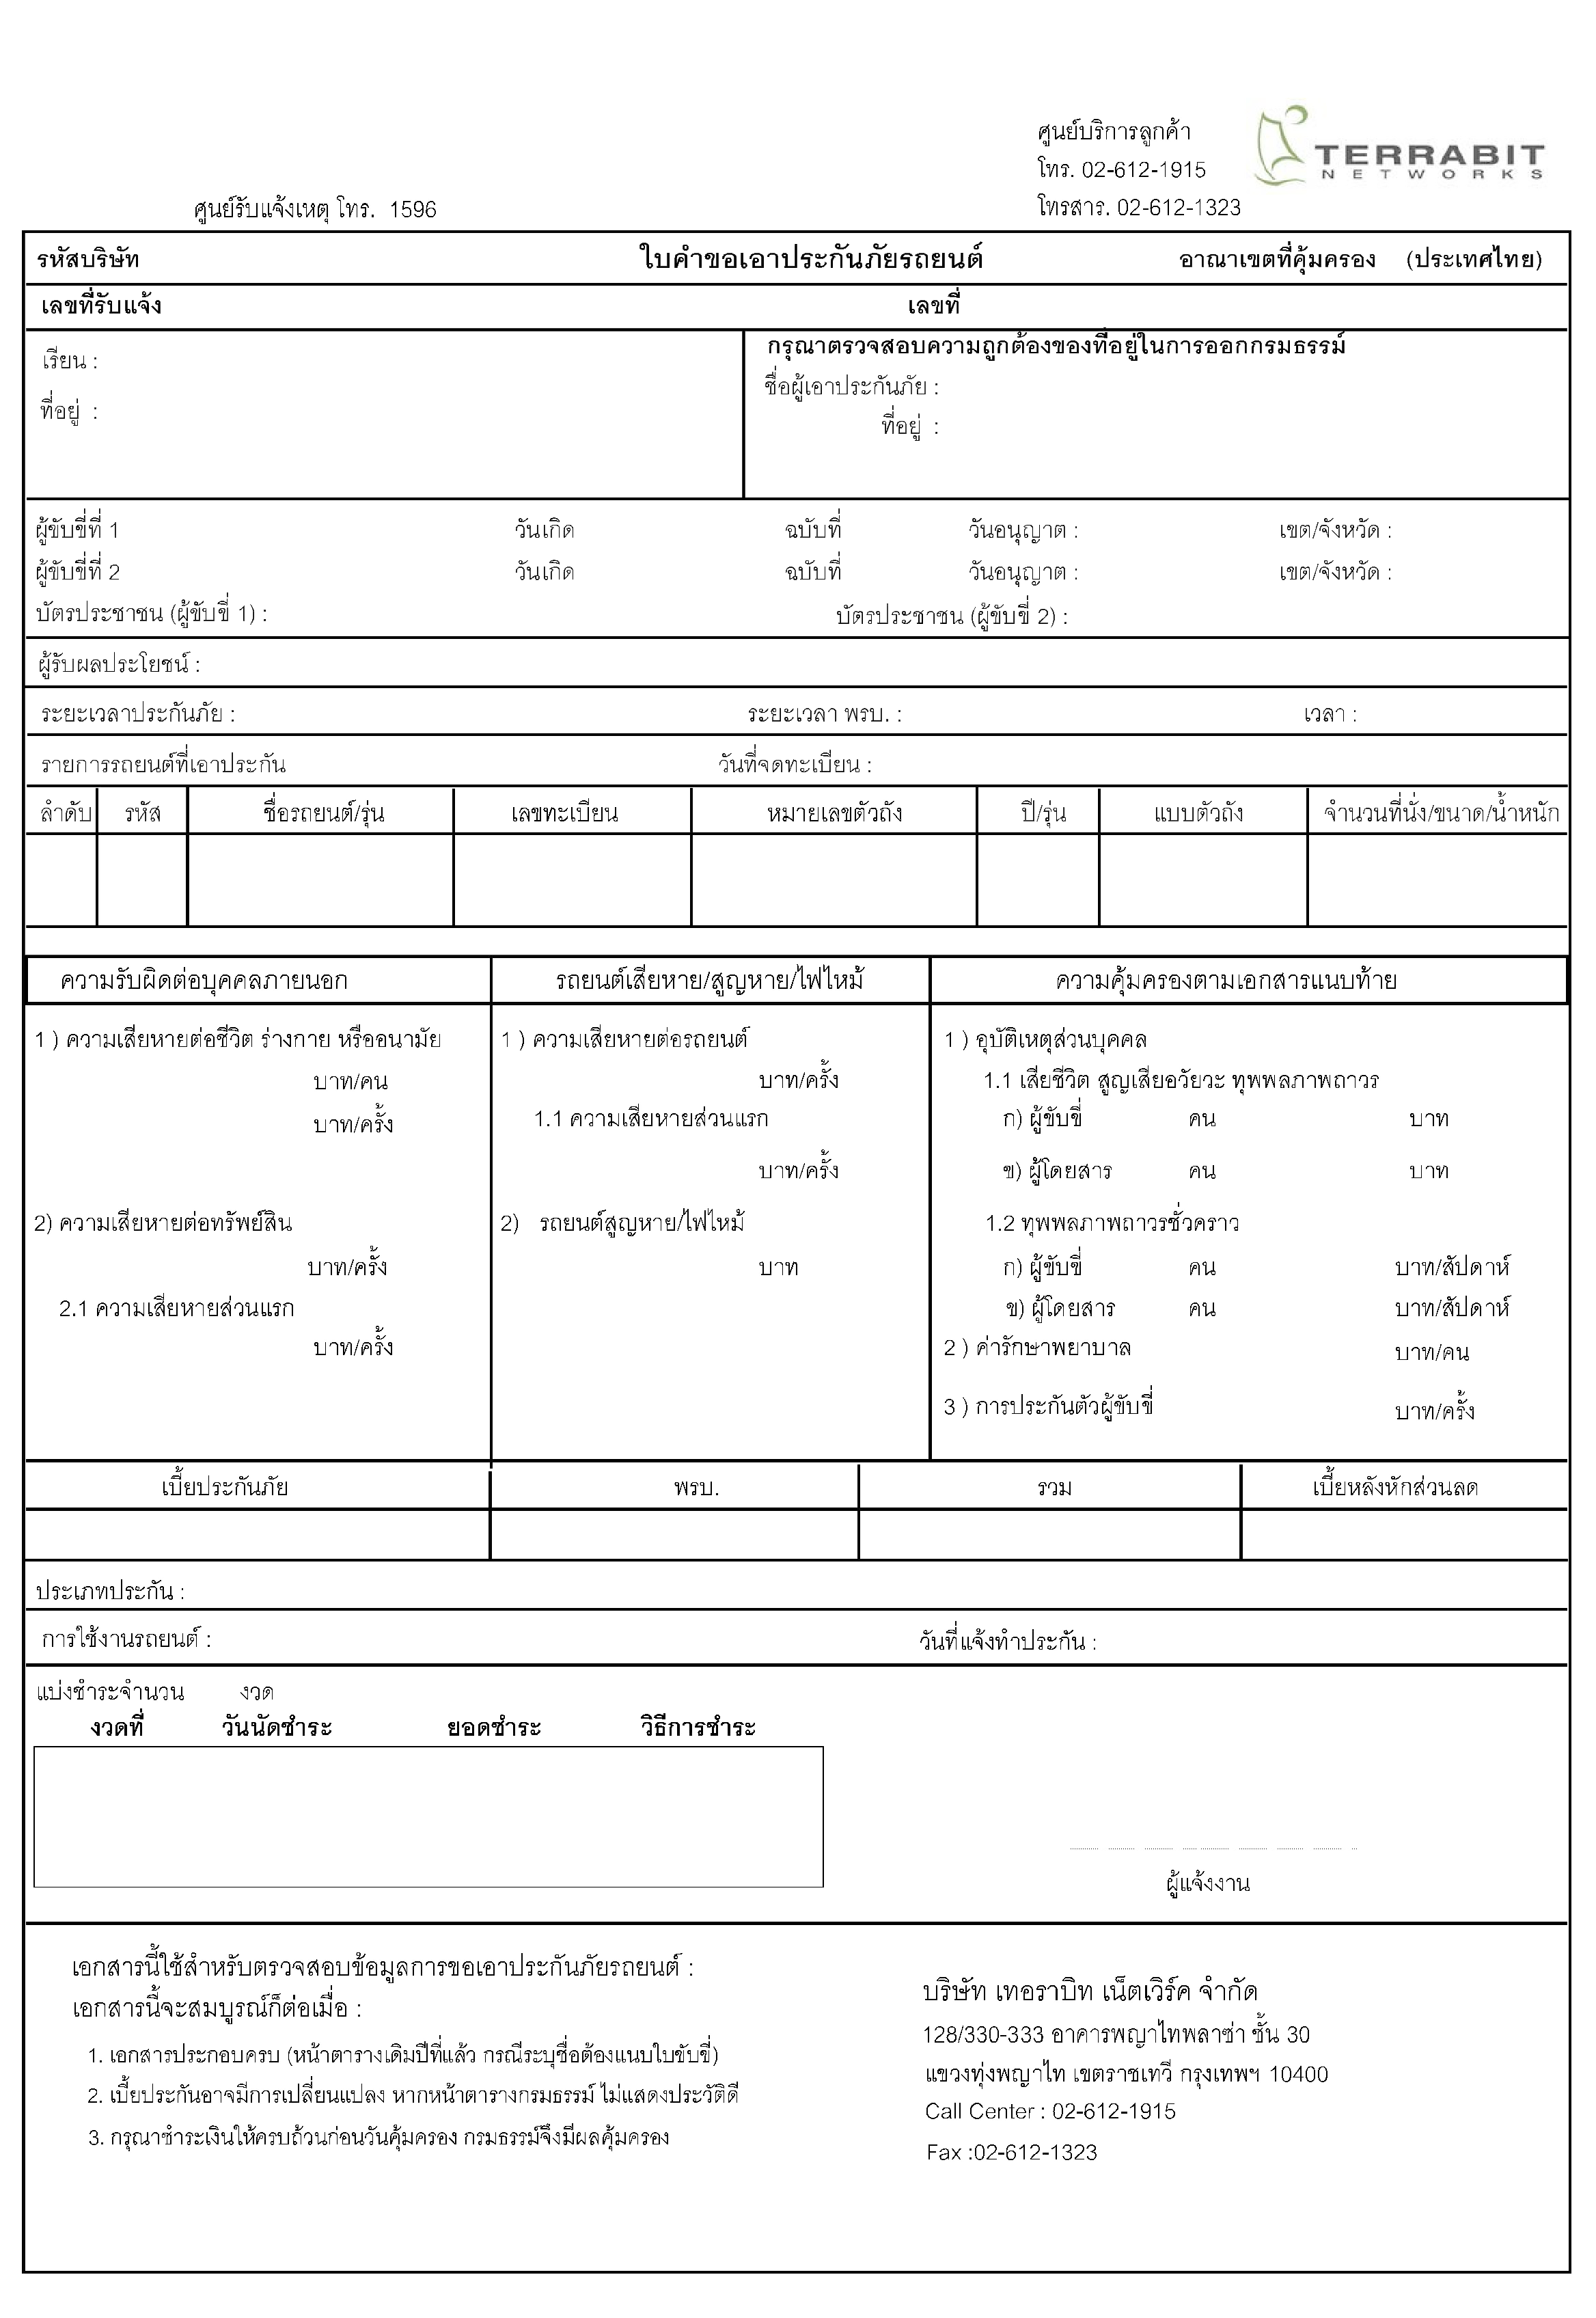 ศูนย์บริการลูกค้า
โทร. 02-612-1915
TERRABIT
NETWORKS
โทรสาร. 02-612-1323
ศูนย์รับแจ้งเหตุ โทร. 1596
รหัสบริษัท ใบคำขอเอาประกันภัยรถยนต์ อาณาเขตที่คุ้มครอง (ประเทศไทย)
เลขที่รับแจ้ง เลขที่
เรียน :
ที่อยู่ :
กรุณาตรวจสอบความถูกต้องของที่อยู่ในการออกกรมธรรม์
ชื่อผู้เอาประกันภัย :
ที่อยู่ :
ผู้ขับขี่ที่ 1 วันเกิด ฉบับที่ วันอนุญาต : เขต/จังหวัด :
ผู้ขับขี่ที่ 2 วันเกิด ฉบับที่ วันอนุญาต : เขต/จังหวัด :
บัตรประชาชน (ผู้ขับขี่ 1) : บัตรประชาชน (ผู้ขับขี่ 2) :
ผู้รับผลประโยชน์ :
ระยะเวลาประกันภัย : ระยะเวลา พรบ. : เวลา :
รายการรถยนต์ที่เอาประกัน วันที่จดทะเบียน :
ลำดับ รหัส ชื่อรถยนต์/รุ่น เลขทะเบียน หมายเลขตัวถัง ปี/รุ่น แบบตัวถัง จำนวนที่นั่ง/ขนาด/น้ำหนัก
ความรับผิดต่อบุคคลภายนอก รถยนต์เสียหาย/สูญหาย/ไฟไหม้ ความคุ้มครองตามเอกสารแนบท้าย
1 ) ความเสียหายต่อชีวิต ร่างกาย หรืออนามัย
บาท/คน
บาท/ครั้ง
2) ความเสียหายต่อทรัพย์สิน
บาท/ครั้ง
2.1 ความเสียหายส่วนแรก
บาท/ครั้ง
1 ) ความเสียหายต่อรถยนต์
บาท/ครั้ง
1.1 ความเสียหายส่วนแรก
บาท/ครั้ง
2) รถยนต์สูญหาย/ไฟไหม้
บาท
1 ) อุบัติเหตุส่วนบุคคล
1.1 เสียชีวิต สูญเสียอวัยวะ ทุพพลภาพถาวร
ก) ผู้ขับขี่ คน บาท
ข) ผู้โดยสาร คน บาท
1.2 ทุพพลภาพถาวรชั่วคราว
ก) ผู้ขับขี่ คน บาท/สัปดาห์
ข) ผู้โดยสาร คน บาท/สัปดาห์
2 ) ค่ารักษาพยาบาล บาท/คน
3 ) การประกันตัวผู้ขับขี่ บาท/ครั้ง
เบี้ยประกันภัย พรบ. รวม เบี้ยหลังหักส่วนลด
ประเภทประกัน :
การใช้งานรถยนต์ : วันที่แจ้งทำประกัน :
แบ่งชำระจำนวน งวด
งวดที่ วันนัดชำระ ยอดชำระ วิธีการชำระ
ผู้แจ้งงาน
เอกสารนี้ใช้สำหรับตรวจสอบข้อมูลการขอเอาประกันภัยรถยนต์ :
เอกสารนี้จะสมบูรณ์ก็ต่อเมื่อ :
1. เอกสารประกอบครบ (หน้าตารางเดิมปีที่แล้ว กรณีระบุชื่อต้องแนบใบขับขี่)
2. เบี้ยประกันอาจมีการเปลี่ยนแปลง หากหน้าตารางกรมธรรม์ ไม่แสดงประวัติดี
3. กรุณาชำระเงินให้ครบถ้วนก่อนวันคุ้มครอง กรมธรรม์จึงมีผลคุ้มครอง
บริษัท เทอราบิท เน็ตเวิร์ค จำกัด
128/330-333 อาคารพญาไทพลาซ่า ชั้น 30
แขวงทุ่งพญาไท เขตราชเทวี กรุงเทพฯ 10400
Call Center : 02-612-1915
Fax :02-612-1323